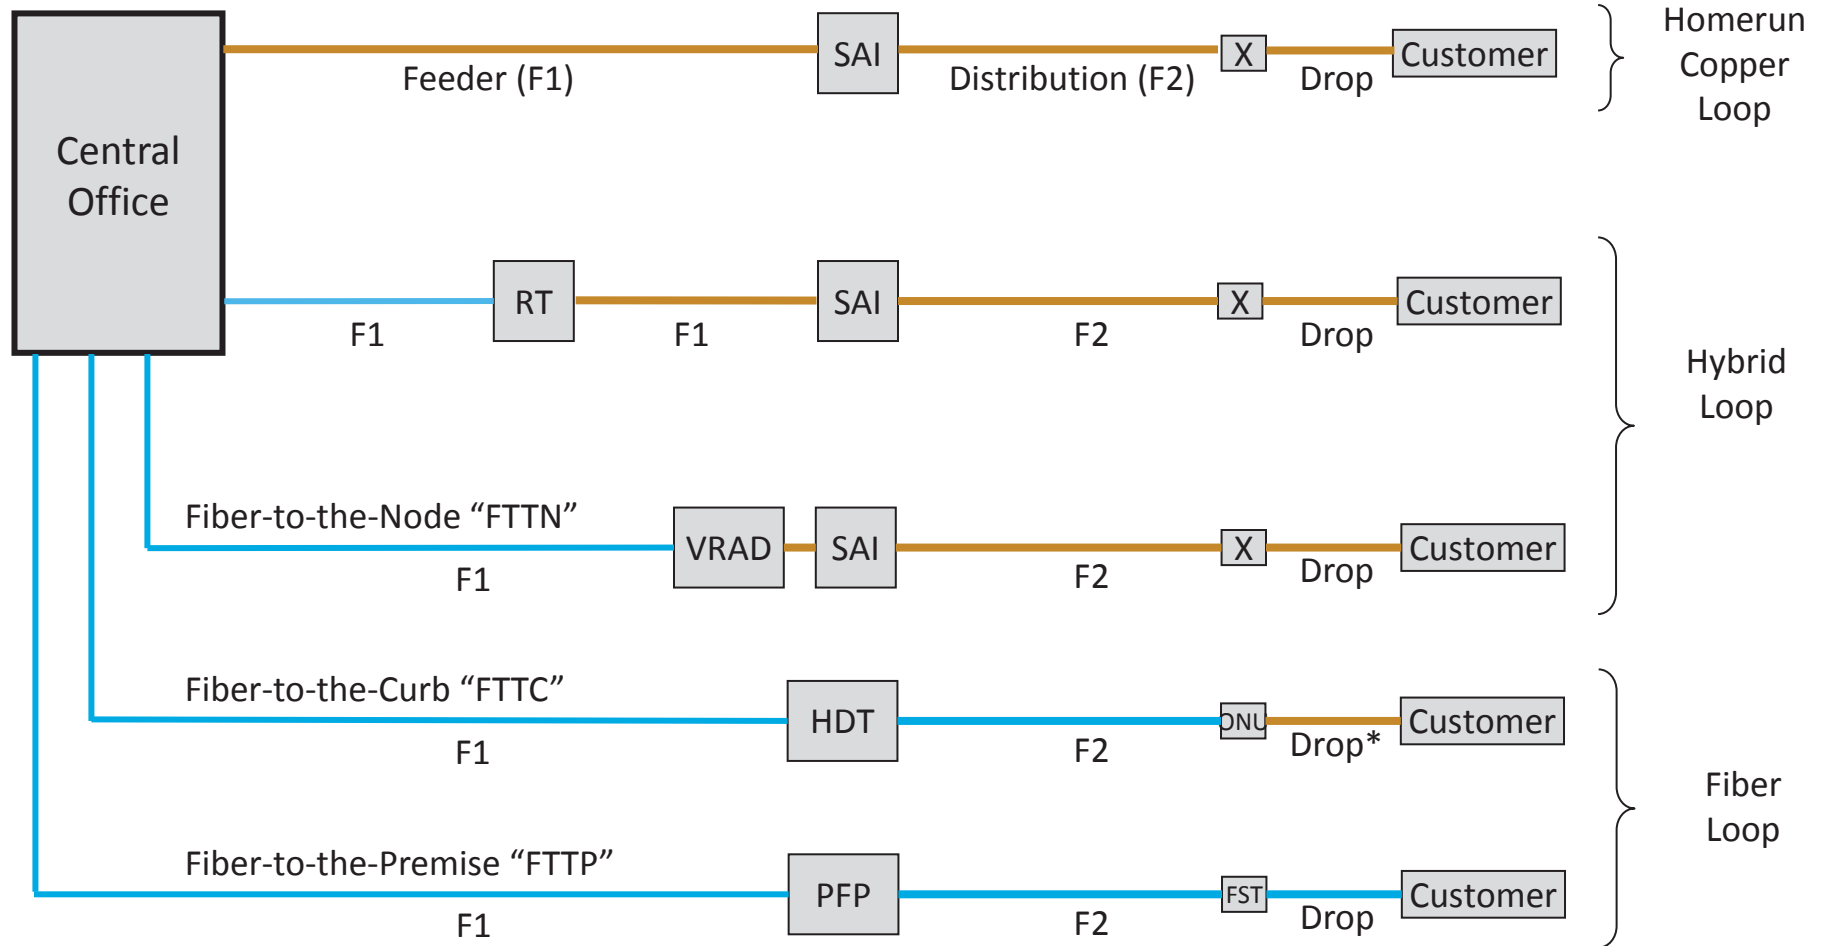 Central
Office
Feeder (F1)
SAI
Distribution (F2)
X
Drop
Customer
Homerun
Copper
Loop
F1
RT
F1
SAI
F2
X
Drop
Customer
Hybrid
Loop
Fiber-to-the-Node “FTTN”
F1
VRAD
SAI
F2
X
Drop
Customer
Fiber-to-the-Curb “FTTC”
F1
HDT
F2
ONU
Drop*
Customer
Fiber
Loop
Fiber-to-the-Premise “FTTP”
F1
PFP
F2
FST
Drop
Customer